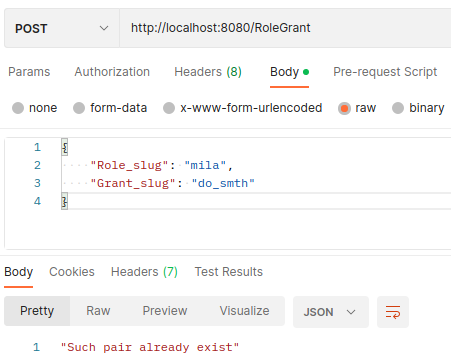 POST http://localhost:8080/RoleGrant
Params Authorization Headers (8) Body Pre-request Script
none form-data x-www-form-urlencoded raw binary
1 {
2 "Role_slug": "mila",
3 "Grant_slug": "do_smth"
4 }
Body Cookies Headers (7) Test Results
Pretty Raw Preview Visualize JSON
1 "Such pair already exist"